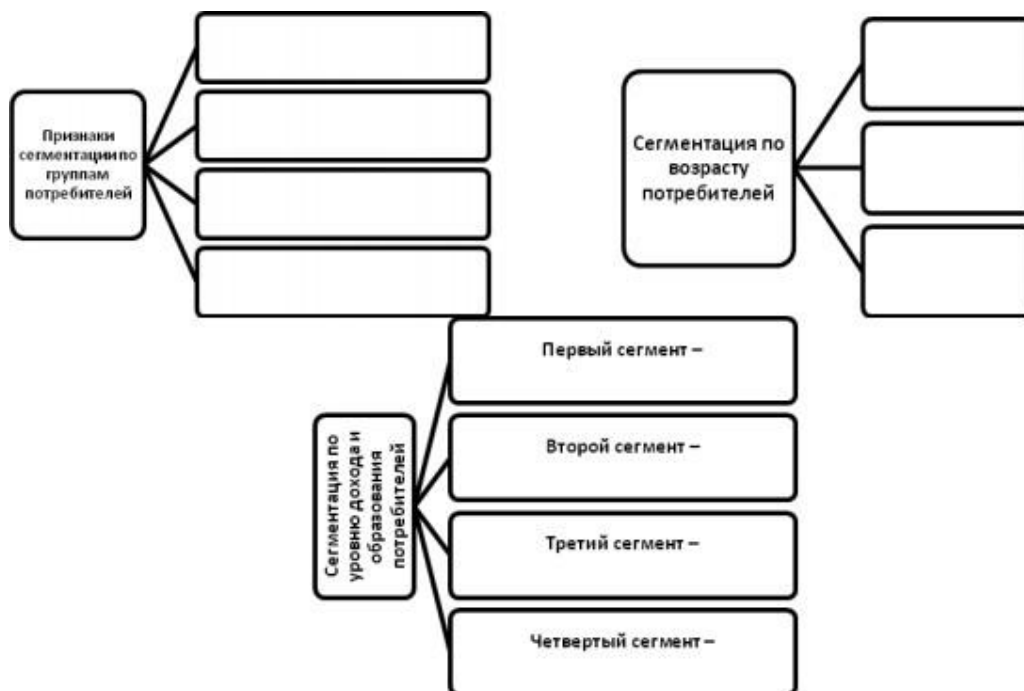 Признаки
сегментации по
группам
потребителей
Сегментация по
возрасту
потребителей
Сегментация по
уровню дохода и
образования
потребителей
Первый сегмент –
Второй сегмент –
Третий сегмент –
Четвертый сегмент –